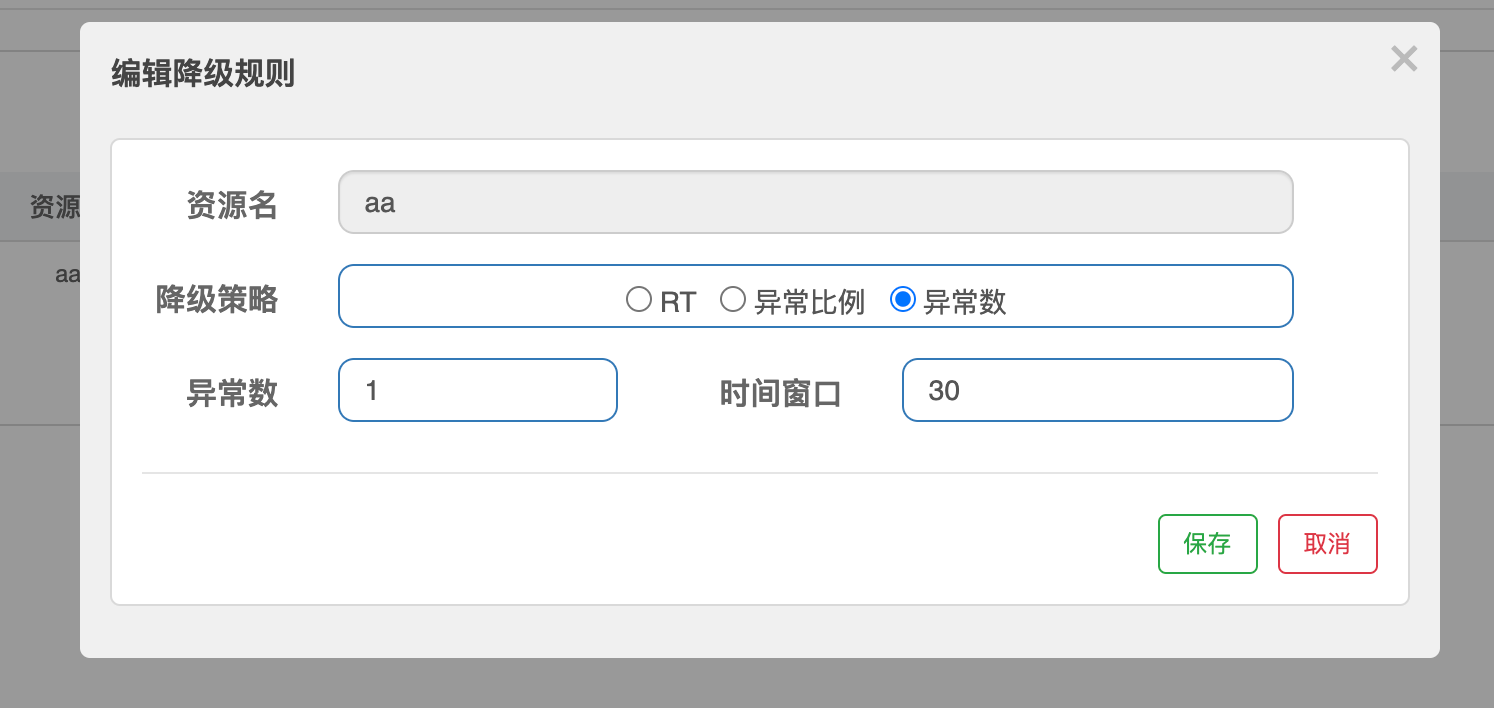 编辑降级规则
×
资源
资源名 aa
aa
降级策略 RT 异常比例 异常数
异常数 1 时间窗口 30
保存 取消